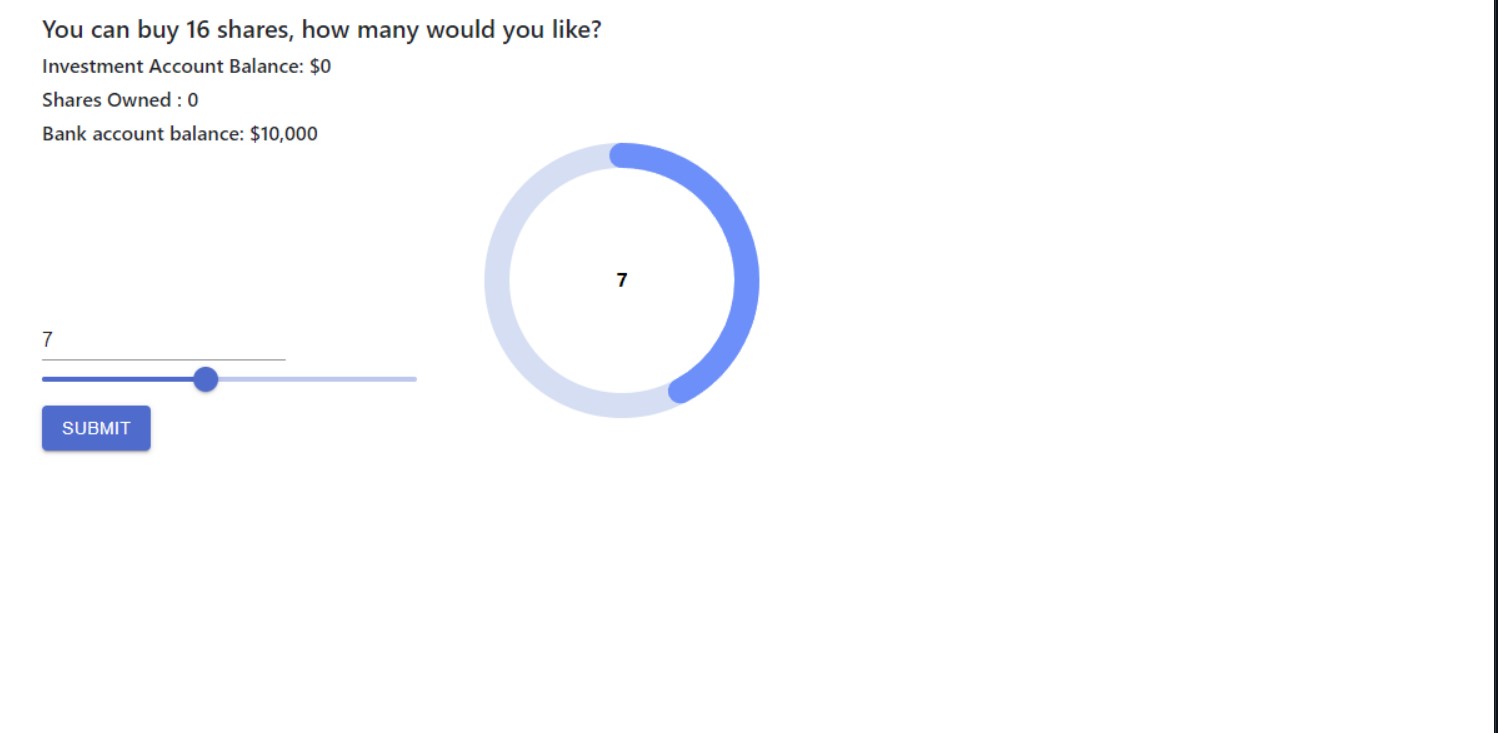 You can buy 16 shares, how many would you like?
Investment Account Balance: $0
Shares Owned : 0
Bank account balance: $10,000
7
7
SUBMIT